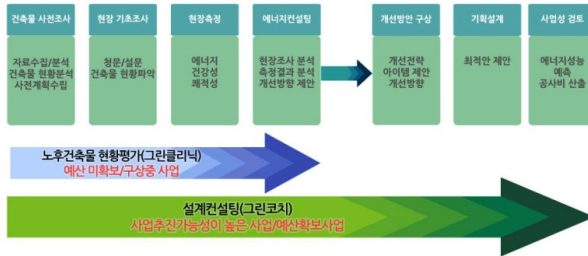 건축물 사전조사
현장 기초조사
현장측정
에너지컨설팅
개선방안 구상
기획설계
사업성 검토
자료수집/분석
건축물 현황분석
사전계획수립
청문/설문
건축물 현황파악
에너지
건강성
쾌적성
현장조사 분석
측정결과 분석
개선방향 제안
개선전략
아이템 제안
개선방향
최적안 제안
에너지성능
예측
공사비 산출
노후건축물 현황평가(그린클리닉)
예산 미확보/구상중 사업
설계컨설팅(그린코치)
사업추진가능성이 높은 사업/예산확보사업